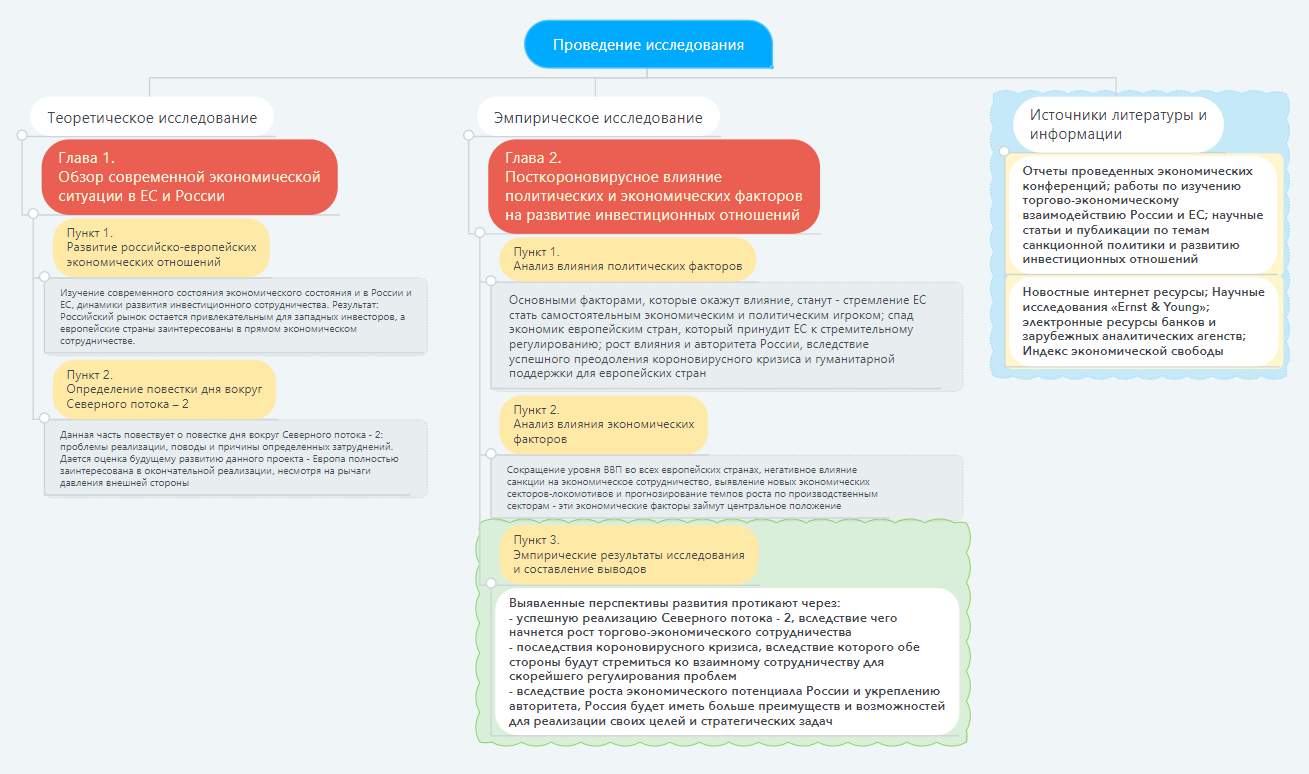 Проведение исследования
Теоретическое исследование
Глава 1.
Обзор современной экономической
ситуации в ЕС и России
Пункт 1.
Развитие российско-европейских
экономических отношений
Изучение современного состояния экономического состояния и в России и
ЕС, динамики развития инвестиционного сотрудничества. Результат:
Российский рынок остается привлекательным для западных инвесторов, а
европейские страны заинтересованы в прямом экономическом
сотрудничестве.
Пункт 2.
Определение повестки дня вокруг
Северного потока – 2
Данная часть повествует о повестке дня вокруг Северного потока - 2:
проблемы реализации, поводы и причины определенных затруднений.
Дается оценка будущему развитию данного проекта - Европа полностью
заинтересована в окончательной реализации, несмотря на рычаги
давления внешней стороны
Эмпирическое исследование
Глава 2.
Посткороновирусное влияние
политических и экономических факторов
на развитие инвестиционных отношений
Пункт 1.
Анализ влияния политических факторов
Основными факторами, которые окажут влияние, станут - стремление ЕС
стать самостоятельным экономическим и политическим игроком; спад
экономик европейским стран, который принудит ЕС к стремительному
регулированию; рост влияния и авторитета России, вследствие
успешного преодоления короновирусного кризиса и гуманитарной
поддержки для европейских стран
Пункт 2.
Анализ влияния экономических
факторов
Сокращение уровня ВВП во всех европейских странах, негативное влияние
санкции на экономическое сотрудничество, выявление новых экономических
секторов-локомотивов и прогнозирование темпов роста по производственным
секторам - эти экономические факторы займут центральное положение
Пункт 3.
Эмпирические результаты исследования
и составление выводов
Выявленные перспективы развития протикают через:
- успешную реализацию Северного потока - 2, вследствие чего
начнется рост торгово-экономического сотрудничества
- последствия короновирусного кризиса, вследствие которого обе
стороны будут стремиться ко взаимному сотрудничеству для
скорейшего регулирования проблем
- вследствие роста экономического потенциала России и укреплению
авторитета, Россия будет иметь больше преимуществ и возможностей
для реализации своих целей и стратегических задач
Источники литературы и
информации
Отчеты проведенных экономических
конференций; работы по изучению
торгово-экономическому
взаимодействию России и ЕС; научные
статьи и публикации по темам
санкционной политики и развитию
инвестиционных отношений
Новостные интернет ресурсы; Научные
исследования «Ernst & Young»;
электронные ресурсы банков и
зарубежных аналитических агенств;
Индекс экономической свободы